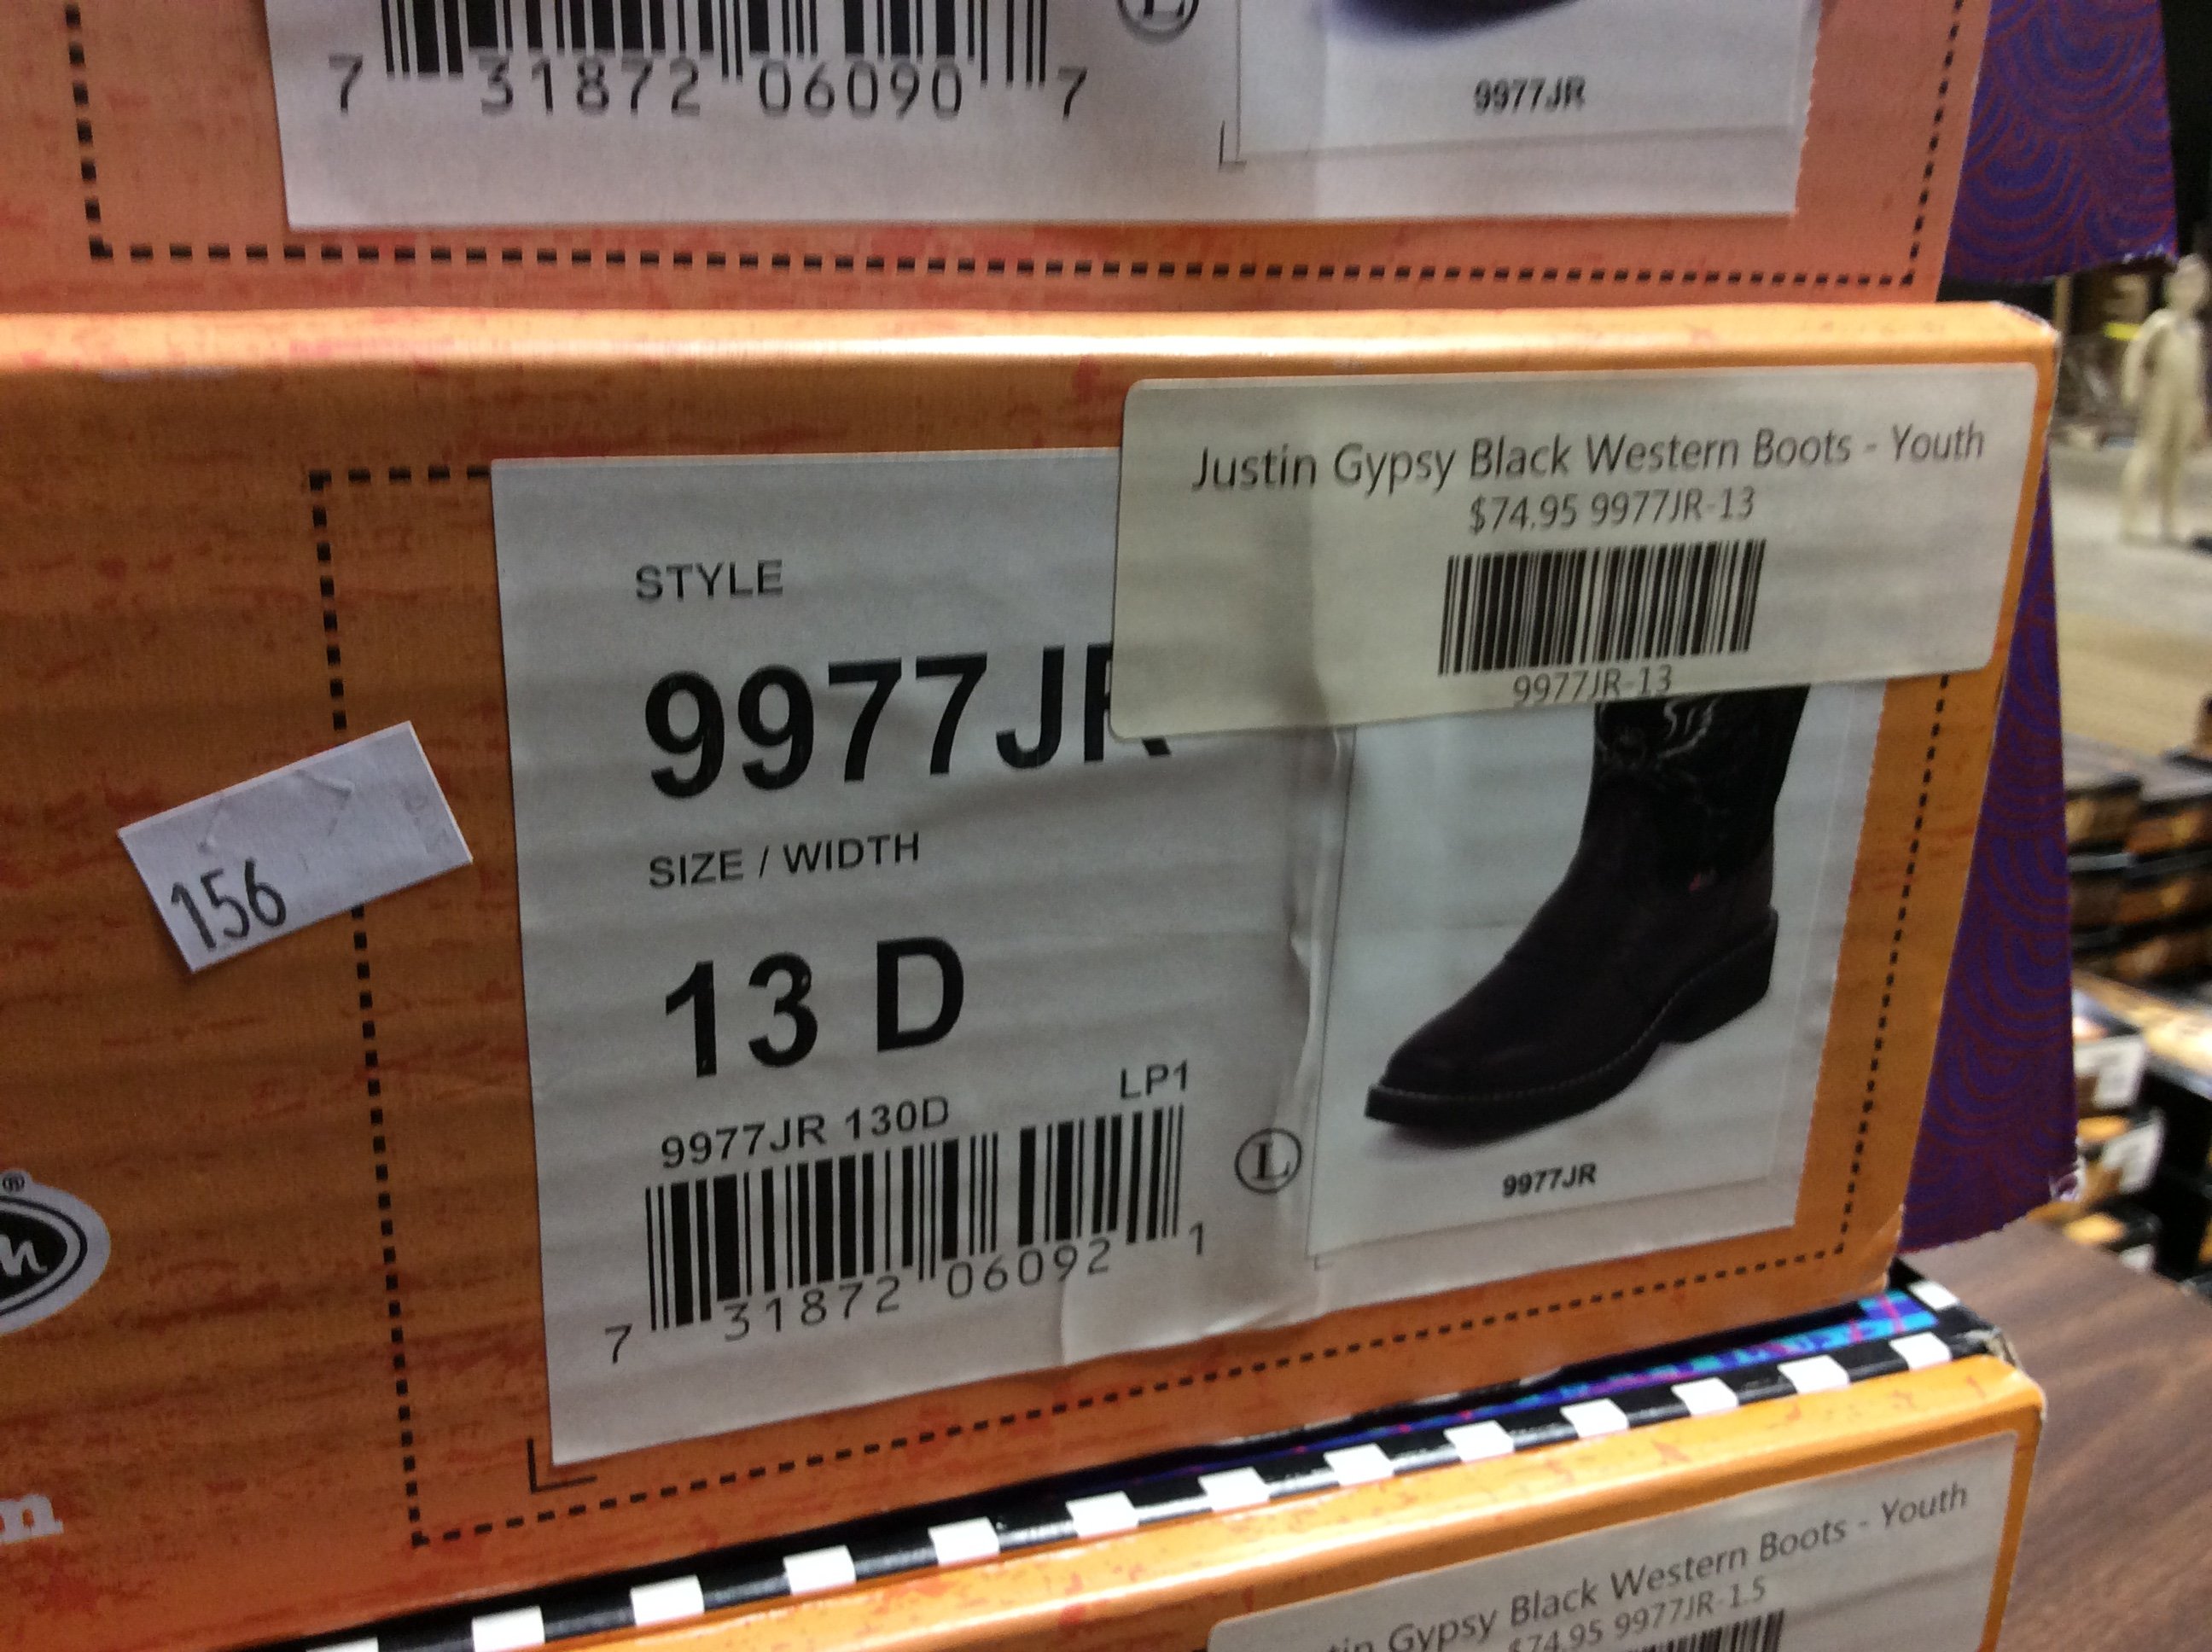 7 31872 06090 7
L
9977JR
Justin Gypsy Black Western Boots - Youth
$74.95 9977JR-13
9977JR-13
STYLE
9977JR
SIZE / WIDTH
13 D
LP1
9977JR 130D
7 31872 06092 1
L
9977JR
156
®
Gypsy Black Western Boots - Youth
$74.95 9977JR-1.5